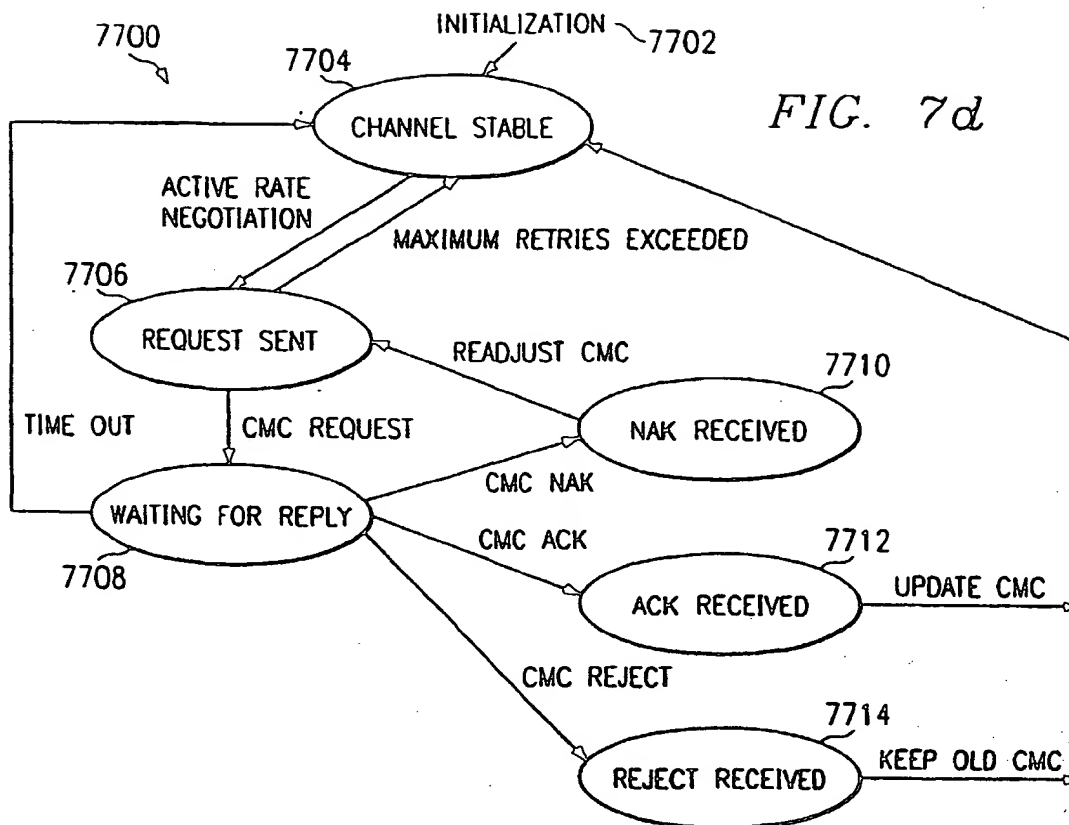 7700
INITIALIZATION
7702
7704
FIG. 7d
CHANNEL STABLE
ACTIVE RATE
NEGOTIATION
MAXIMUM RETRIES EXCEEDED
7706
REQUEST SENT
READJUST CMC
7710
TIME OUT
CMC REQUEST
NAK RECEIVED
CMC NAK
WAITING FOR REPLY
CMC ACK
7712
7708
UPDATE CMC
ACK RECEIVED
CMC REJECT
7714
KEEP OLD CMC
REJECT RECEIVED